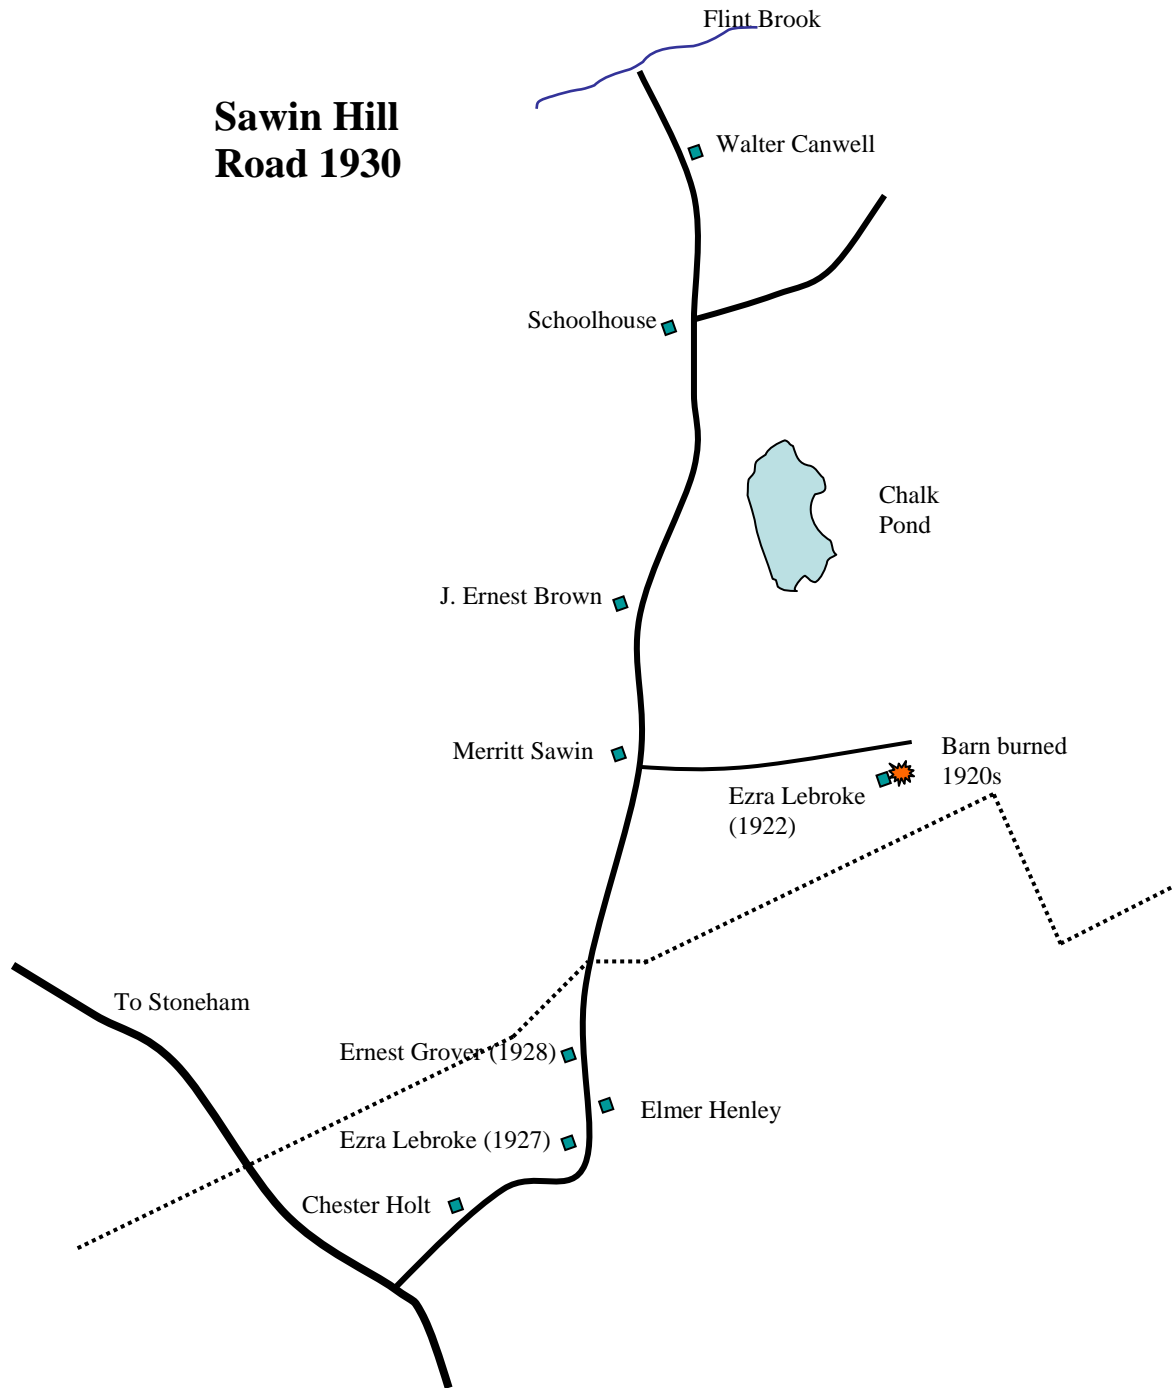 Flint Brook
Sawin Hill
Road 1930
Walter Canwell
Schoolhouse
Chalk
Pond
J. Ernest Brown
Merritt Sawin
Barn burned
1920s
Ezra Lebroke
(1922)
To Stoneham
Ernest Grover (1928)
Elmer Henley
Ezra Lebroke (1927)
Chester Holt